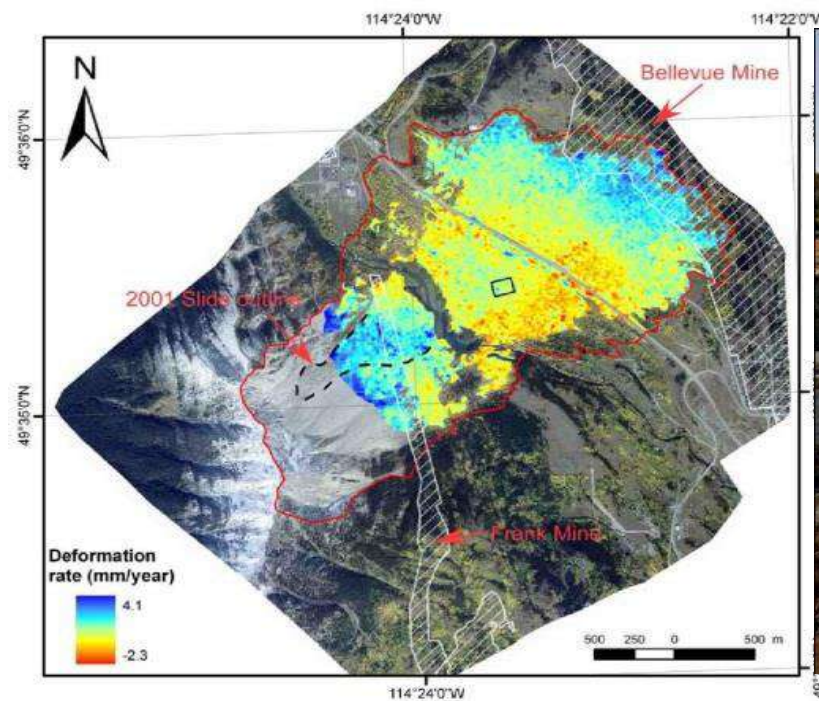 114°24'0"W
114°22'0"W
N
Bellevue Mine
49°36'0"N
2001 Slide outline
49°36'0"N
Frank Mine
Deformation
rate (mm/year)
4.1
-2.3
500 250 0 500 m
114°24'0"W